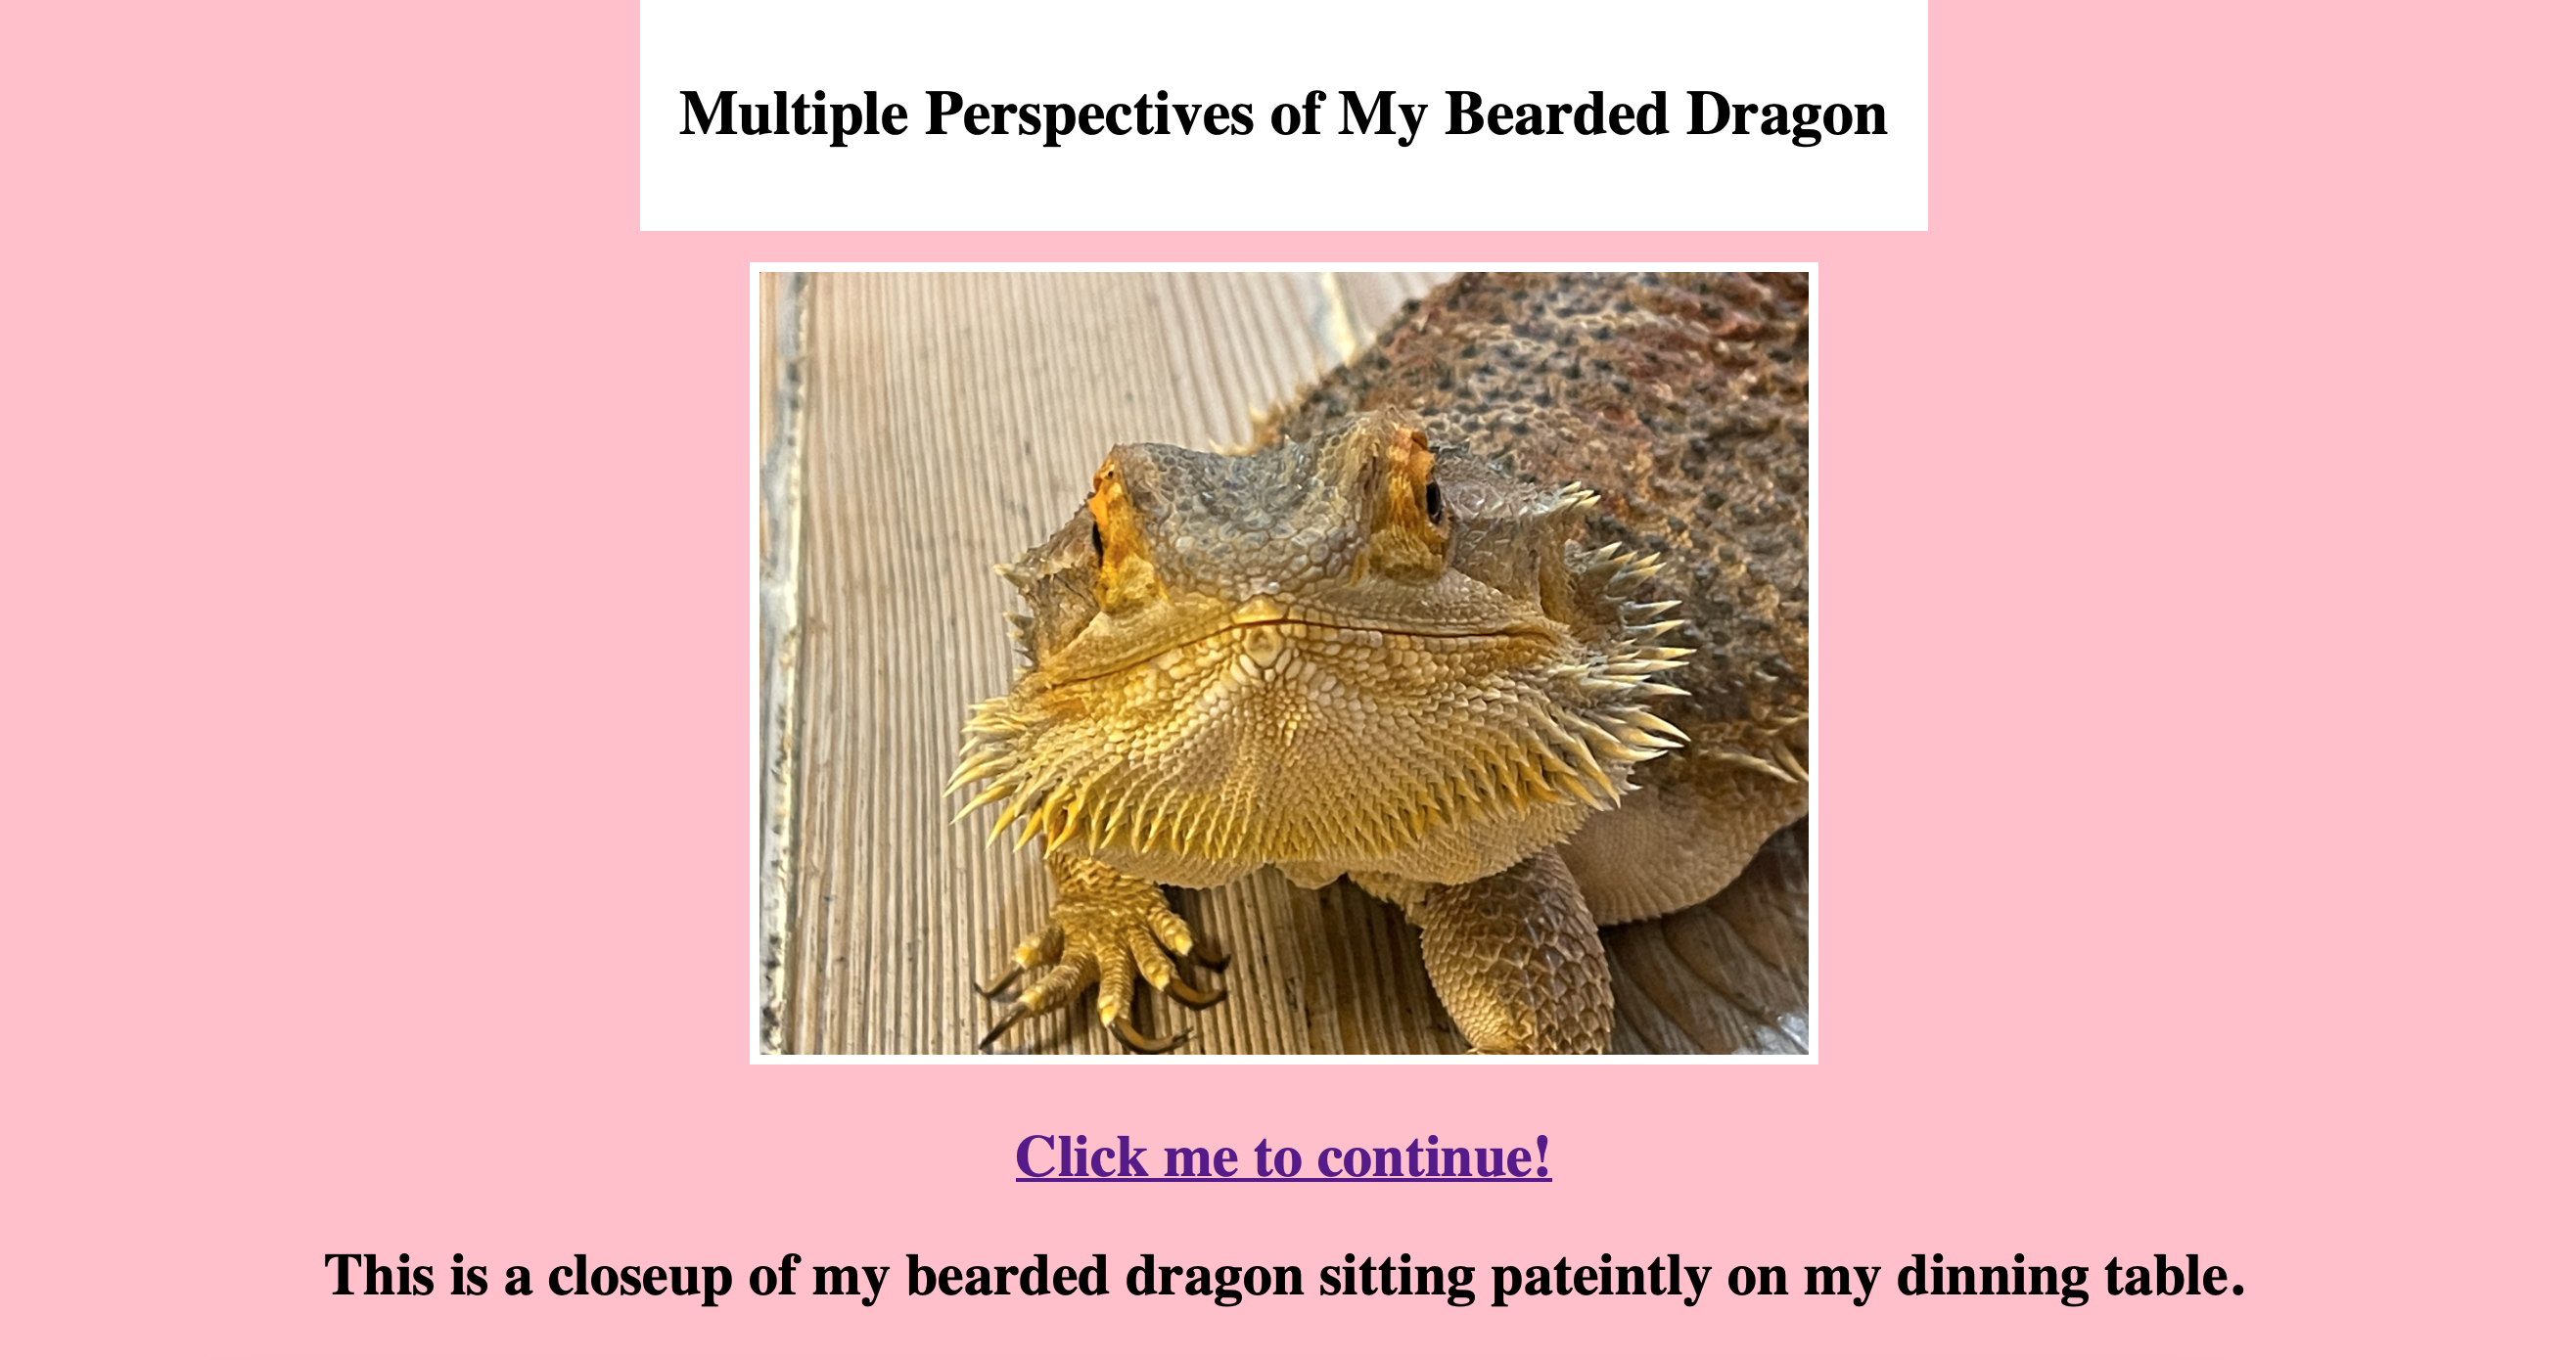 Multiple Perspectives of My Bearded Dragon
Click me to continue!
This is a closeup of my bearded dragon sitting pateintly on my dinning table.